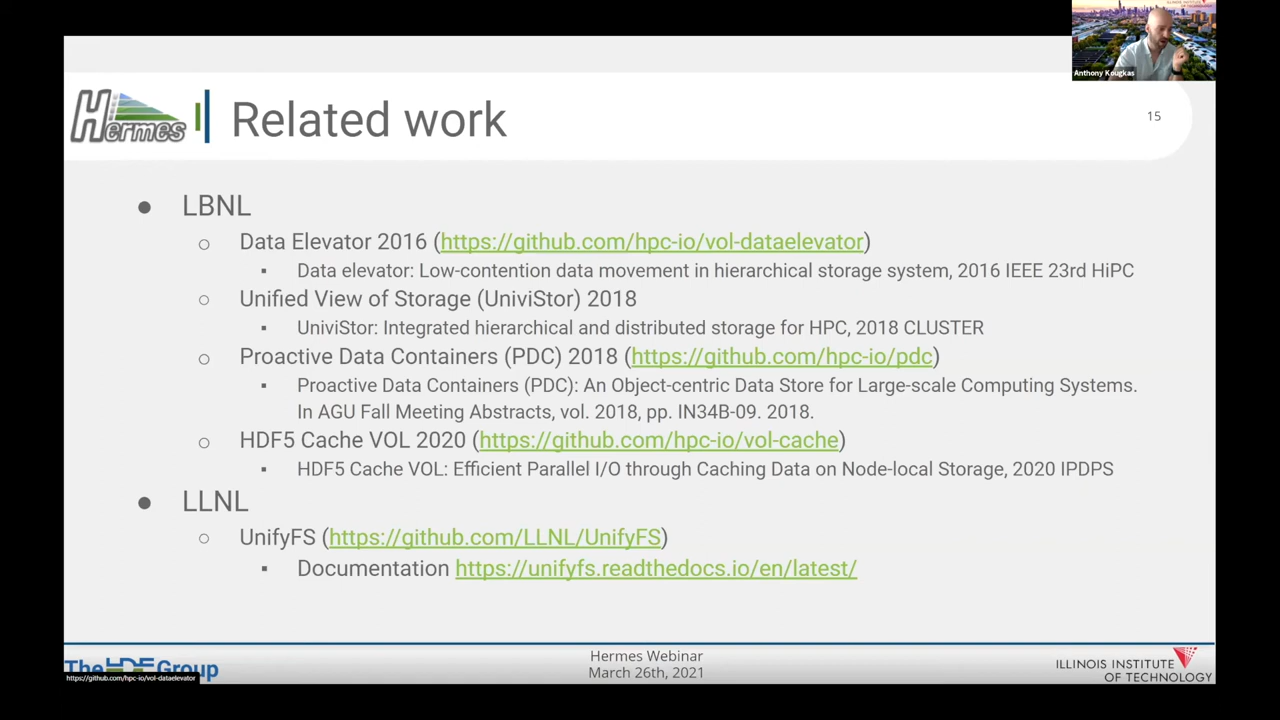 ILLINOIS INSTITUTE
OF TECHNOLOGY
Anthony Kougkas
Hermes
Related work
15
● LBNL
○ Data Elevator 2016 (https://github.com/hpc-io/vol-dataelevator)
▪ Data elevator: Low-contention data movement in hierarchical storage system, 2016 IEEE 23rd HiPC
○ Unified View of Storage (UniviStor) 2018
▪ UniviStor: Integrated hierarchical and distributed storage for HPC, 2018 CLUSTER
○ Proactive Data Containers (PDC) 2018 (https://github.com/hpc-io/pdc)
▪ Proactive Data Containers (PDC): An Object-centric Data Store for Large-scale Computing Systems.
In AGU Fall Meeting Abstracts, vol. 2018, pp. IN34B-09. 2018.
○ HDF5 Cache VOL 2020 (https://github.com/hpc-io/vol-cache)
▪ HDF5 Cache VOL: Efficient Parallel I/O through Caching Data on Node-local Storage, 2020 IPDPS
● LLNL
○ UnifyFS (https://github.com/LLNL/UnifyFS)
▪ Documentation https://unifyfs.readthedocs.io/en/latest/
The HDF Group
https://github.com/hpc-io/vol-dataelevator
Hermes Webinar
March 26th, 2021
ILLINOIS INSTITUTE
OF TECHNOLOGY